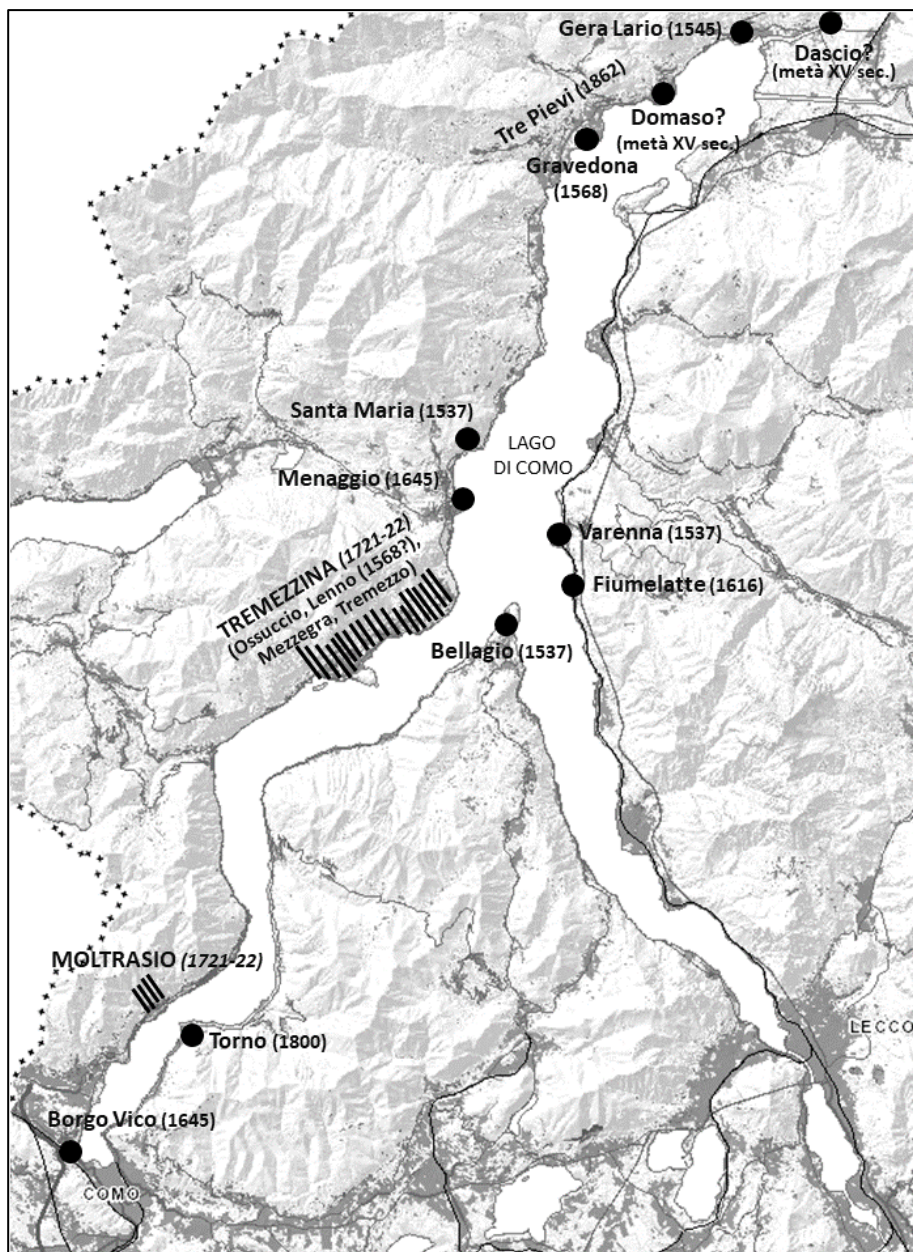 Gera Lario (1545)
Dascio?
(metà XV sec.)
Tre Pievi (1862)
Domaso?
(metà XV sec.)
Gravedona
(1568)
Santa Maria (1537)
LAGO
DI COMO
Menaggio (1645)
Varenna (1537)
TREMEZZINA (1721-22)
(Ossuccio, Lenno (1568?),
Mezzegra, Tremezzo)
Fiumelatte (1616)
Bellagio (1537)
MOLTRASIO (1721-22)
LECCO
Torno (1800)
Borgo Vico (1645)
COMO